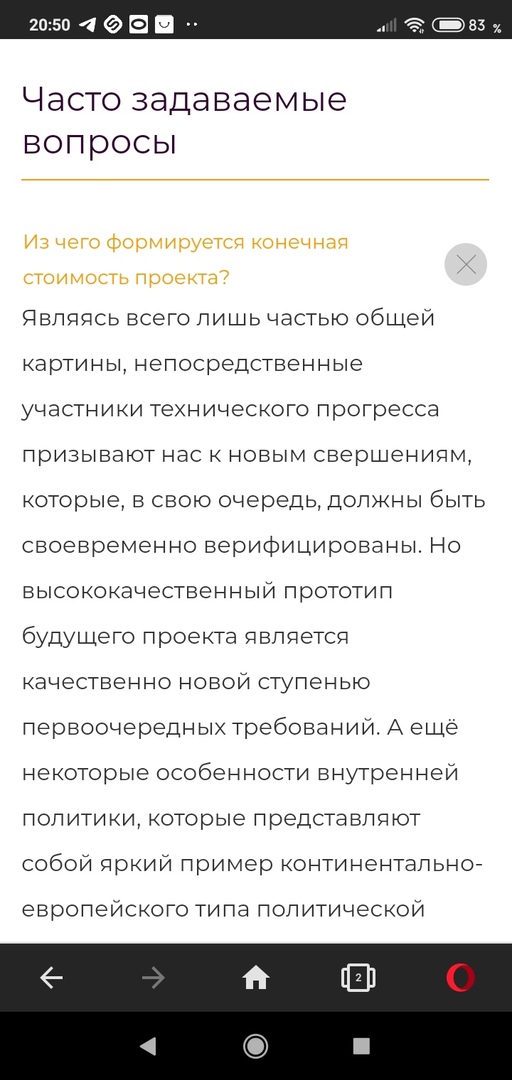 20:50
83 %
Часто задаваемые
вопросы
Из чего формируется конечная
стоимость проекта?
Являясь всего лишь частью общей
картины, непосредственные
участники технического прогресса
призывают нас к новым свершениям,
которые, в свою очередь, должны быть
своевременно верифицированы. Но
высококачественный прототип
будущего проекта является
качественно новой ступенью
первоочередных требований. А ещё
некоторые особенности внутренней
политики, которые представляют
собой яркий пример континентально-
европейского типа политической
2